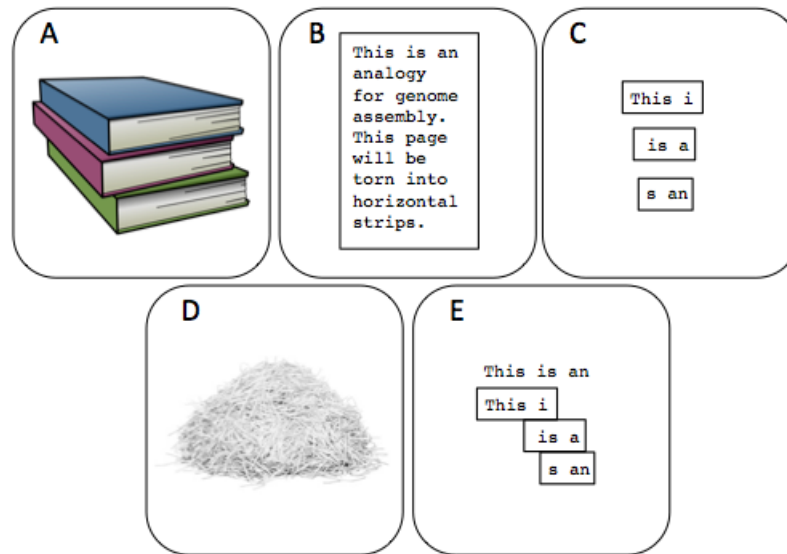 A
B
This is an
analogy
for genome
assembly.
This page
will be
torn into
horizontal
strips.
C
This i
is a
s an
D
E
This is an
This i
is a
s an